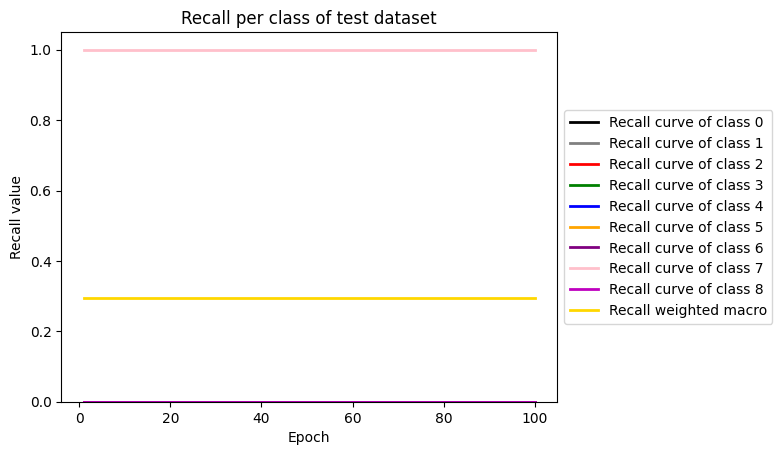 Recall per class of test dataset
1.0
0.8
0.6
0.4
0.2
0.0
Recall value
0 20 40 60 80 100
Epoch
Recall curve of class 0
Recall curve of class 1
Recall curve of class 2
Recall curve of class 3
Recall curve of class 4
Recall curve of class 5
Recall curve of class 6
Recall curve of class 7
Recall curve of class 8
Recall weighted macro